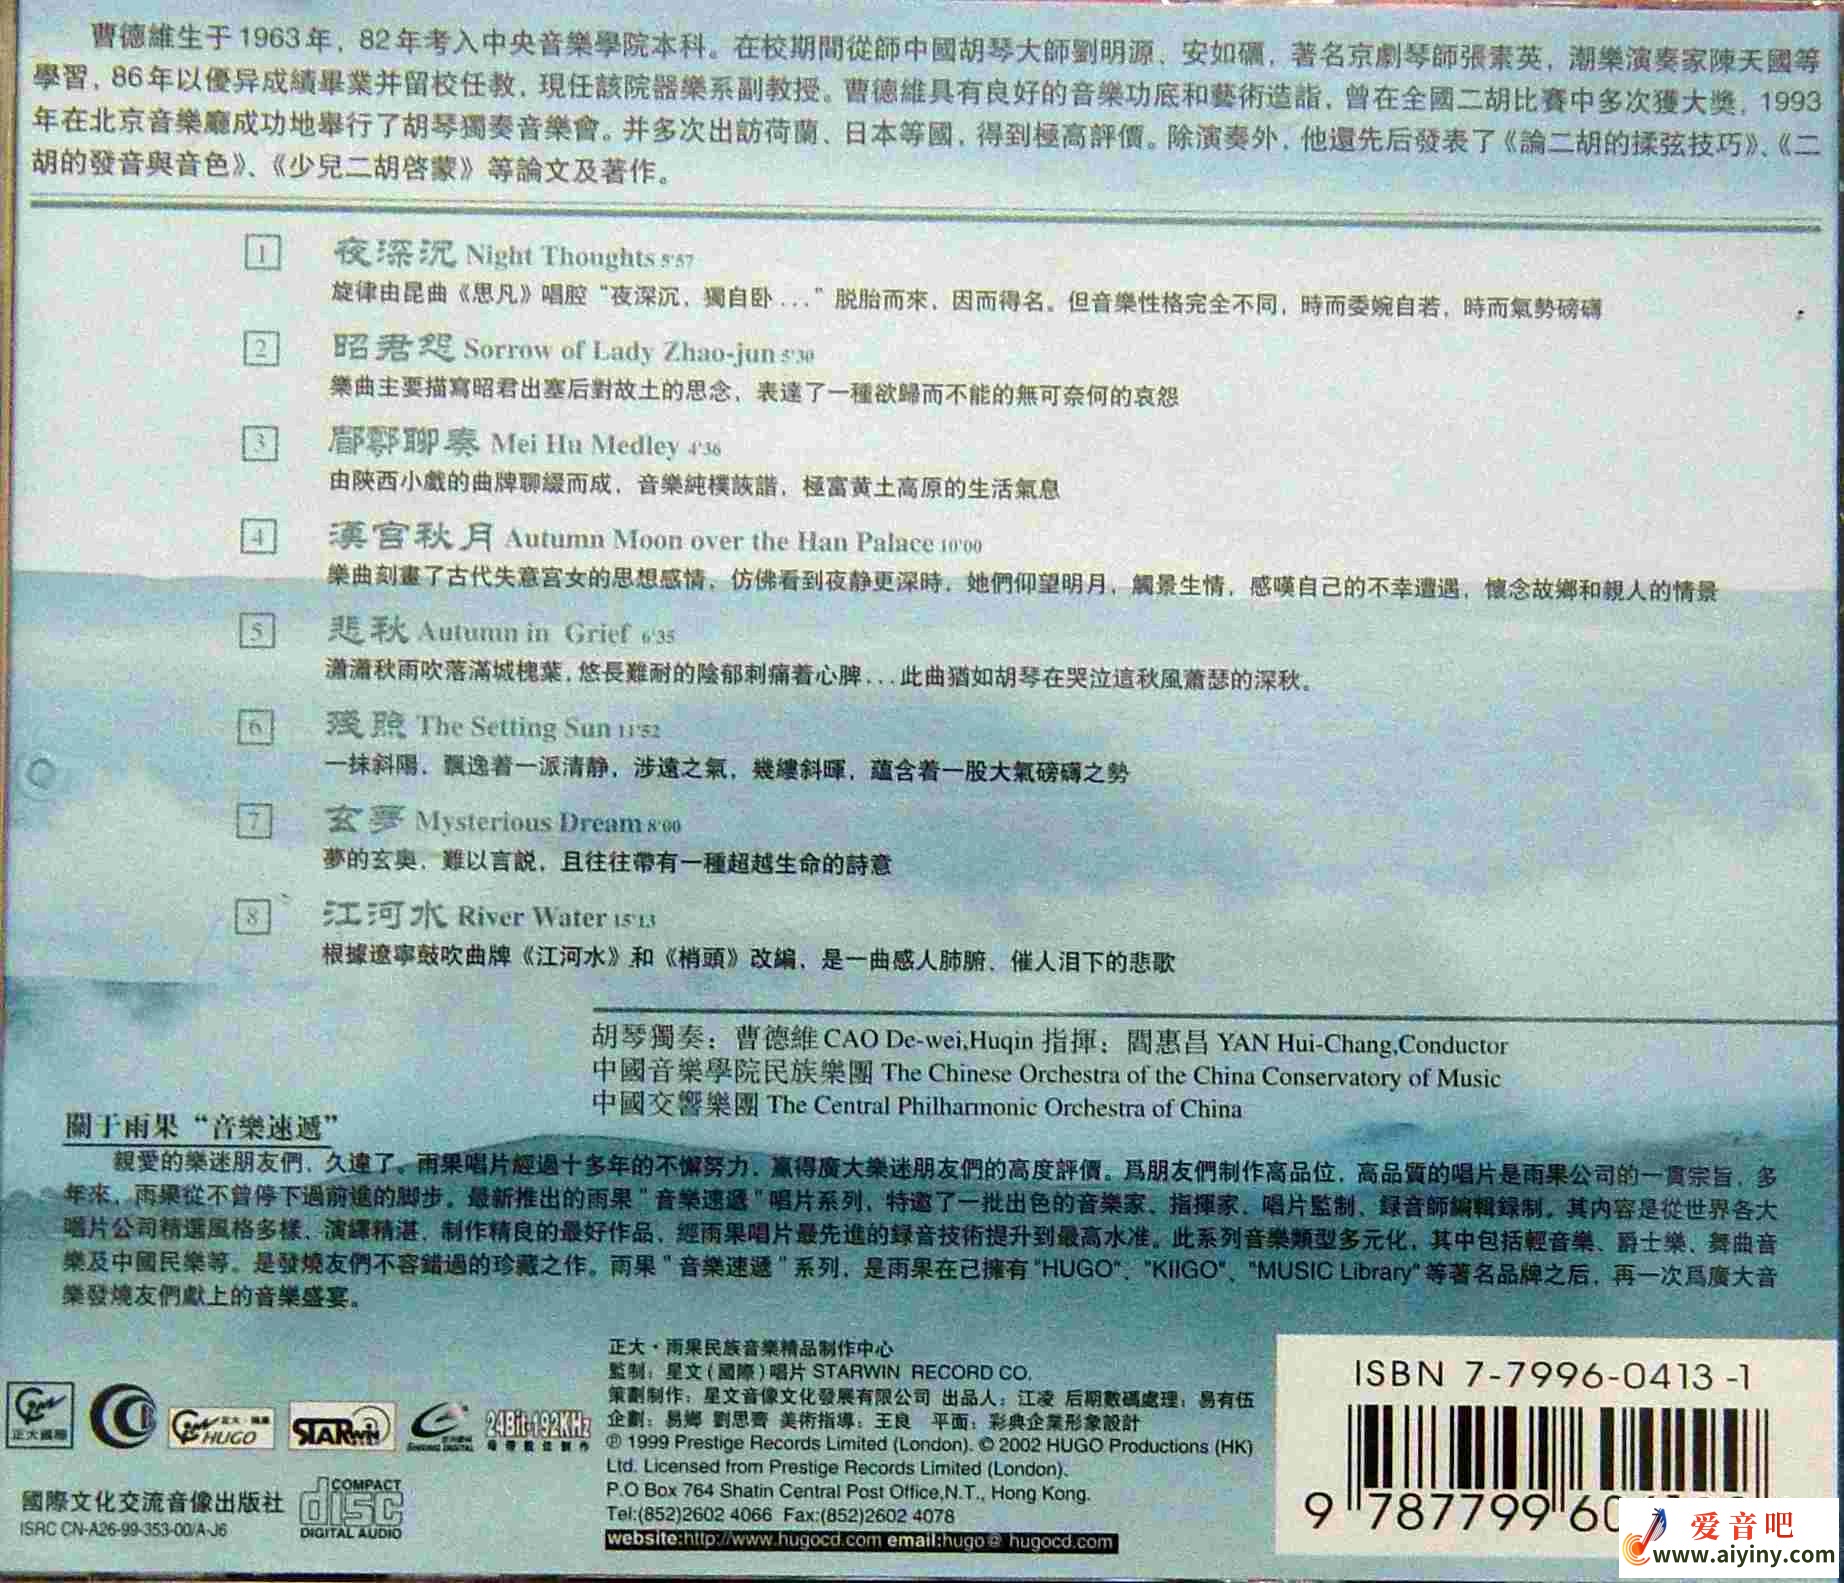 曹德維生于1963年，82年考入中央音樂學院本科。在校期間從師中國胡琴大師劉明源、安如礪，著名京劇琴師張素英，潮樂演奏家陳天國等
學習，86年以優异成績畢業并留校任教，現任該院器樂系副教授。曹德維具有良好的音樂功底和藝術造詣，曾在全國二胡比賽中多次獲大獎，1993
年在北京音樂廳成功地舉行了胡琴獨奏音樂會。并多次出訪荷蘭、日本等國，得到極高評價。除演奏外，他還先后發表了《論二胡的揉弦技巧》、《二
胡的發音與音色》、《少兒二胡啓蒙》等論文及著作。
1 夜深沉 Night Thoughts 5'57
旋律由昆曲《思凡》唱腔“夜深沉，獨自卧...”脱胎而來，因而得名。但音樂性格完全不同，時而委婉自若，時而氣勢磅礴
2 昭君怨 Sorrow of Lady Zhao-jun 5'30
樂曲主要描寫昭君出塞后對故土的思念，表達了一種欲歸而不能的無可奈何的哀怨
3 郿鄠聊奏 Mei Hu Medley 4'36
由陝西小戲的曲牌聊綴而成，音樂純樸詼諧，極富黄土高原的生活氣息
4 漢宫秋月 Autumn Moon over the Han Palace 10'00
樂曲刻畫了古代失意宫女的思想感情，仿佛看到夜静更深時，她們仰望明月，觸景生情，感嘆自己的不幸遭遇，懷念故鄉和親人的情景
5 悲秋 Autumn in Grief 6'35
瀟瀟秋雨吹落滿城槐葉，悠長難耐的陰郁刺痛着心脾...此曲猶如胡琴在哭泣這秋風蕭瑟的深秋。
6 殘照 The Setting Sun 11'52
一抹斜陽，飄逸着一派清静，涉遠之氣，幾縷斜暉，蘊含着一股大氣磅礴之勢
7 玄夢 Mysterious Dream 8'00
夢的玄奥，難以言説，且往往帶有一種超越生命的詩意
8 江河水 River Water 15'13
根據遼寧鼓吹曲牌《江河水》和《梢頭》改編，是一曲感人肺腑、催人泪下的悲歌
胡琴獨奏：曹德維 CAO De-wei,Huqin 指揮：閻惠昌 YAN Hui-Chang,Conductor
中國音樂學院民族樂團 The Chinese Orchestra of the China Conservatory of Music
中國交響樂團 The Central Philharmonic Orchestra of China
關于雨果“音樂速遞”
親愛的樂迷朋友們，久違了。雨果唱片經過十多年的不懈努力，贏得廣大樂迷朋友們的高度評價。爲朋友們制作高品位，高品質的唱片是雨果公司的一貫宗旨，多
年來，雨果從不曾停下過前進的脚步。最新推出的雨果"音樂速遞"唱片系列，特邀了一批出色的音樂家、指揮家、唱片監制、録音師編輯録制。其内容是從世界各大
唱片公司精選風格多樣、演繹精湛、制作精良的最好作品，經雨果唱片最先進的録音技術提升到最高水准。此系列音樂類型多元化，其中包括輕音樂、爵士樂、舞曲音
樂及中國民樂等。是發燒友們不容錯過的珍藏之作。雨果"音樂速遞"系列，是雨果在已擁有"HUGO"、"KIIGO"、"MUSIC Library"等著名品牌之后，再一次爲廣大音
樂發燒友們獻上的音樂盛宴。
正大·雨果民族音樂精品制作中心
監制：星文（國際）唱片 STARWIN RECORD CO.
策劃制作：星文音像文化發展有限公司 出品人：江凌 后期數碼處理：易有伍
企劃：易鄉 劉思齊 美術指導：王良 平面：彩典企業形象設計
℗ 1999 Prestige Records Limited (London). © 2002 HUGO Productions (HK)
Ltd. Licensed from Prestige Records Limited (London).
P.O Box 764 Shatin Central Post Office,N.T., Hong Kong.
Tel:(852)2602 4066 Fax:(852)2602 4078
website:http://www.hugocd.com email:hugo@hugocd.com
正大國際
正大·雨果 HUGO
STARWIN
24Bit-192KHz
國際文化交流音像出版社
ISRC CN-A26-99-353-00/A-J6
COMPACT
disc
DIGITAL AUDIO
ISBN 7-7996-0413-1
9 787799 60
爱音吧
www.aiyiny.com